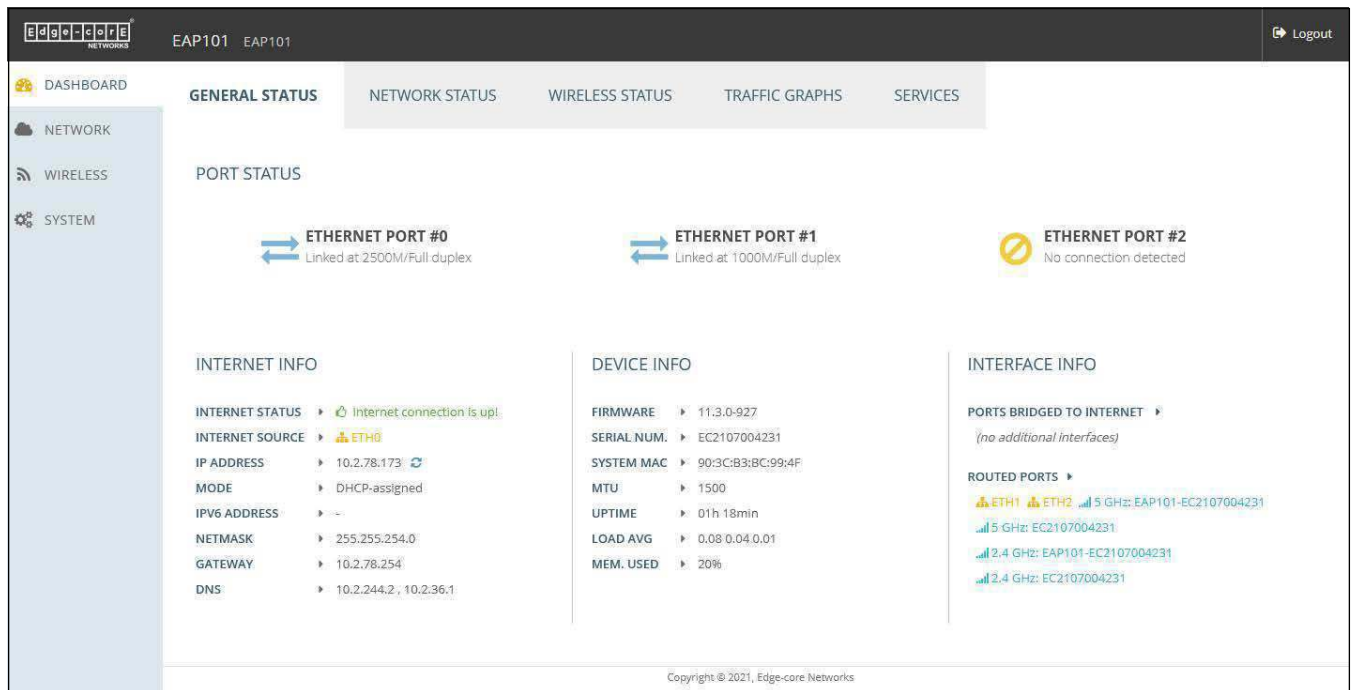 Edge-corE
NETWORKS
EAP101 EAP101
Logout
DASHBOARD
NETWORK
WIRELESS
SYSTEM
GENERAL STATUS NETWORK STATUS WIRELESS STATUS TRAFFIC GRAPHS SERVICES
PORT STATUS
ETHERNET PORT #0
Linked at 2500M/Full duplex
ETHERNET PORT #1
Linked at 1000M/Full duplex
ETHERNET PORT #2
No connection detected
INTERNET INFO
INTERNET STATUS Internet connection is up!
INTERNET SOURCE ETH0
IP ADDRESS 10.2.78.173
MODE DHCP-assigned
IPV6 ADDRESS -
NETMASK 255.255.254.0
GATEWAY 10.2.78.254
DNS 10.2.244.2 , 10.2.36.1
DEVICE INFO
FIRMWARE 11.3.0-927
SERIAL NUM. EC2107004231
SYSTEM MAC 90:3C:B3:BC:99:4F
MTU 1500
UPTIME 01h 18min
LOAD AVG 0.08 0.04 0.01
MEM. USED 20%
INTERFACE INFO
PORTS BRIDGED TO INTERNET
(no additional interfaces)
ROUTED PORTS
ETH1 ETH2 5 GHz: EAP101-EC2107004231
5 GHz: EC2107004231
2.4 GHz: EAP101-EC2107004231
2.4 GHz: EC2107004231
Copyright © 2021, Edge-core Networks